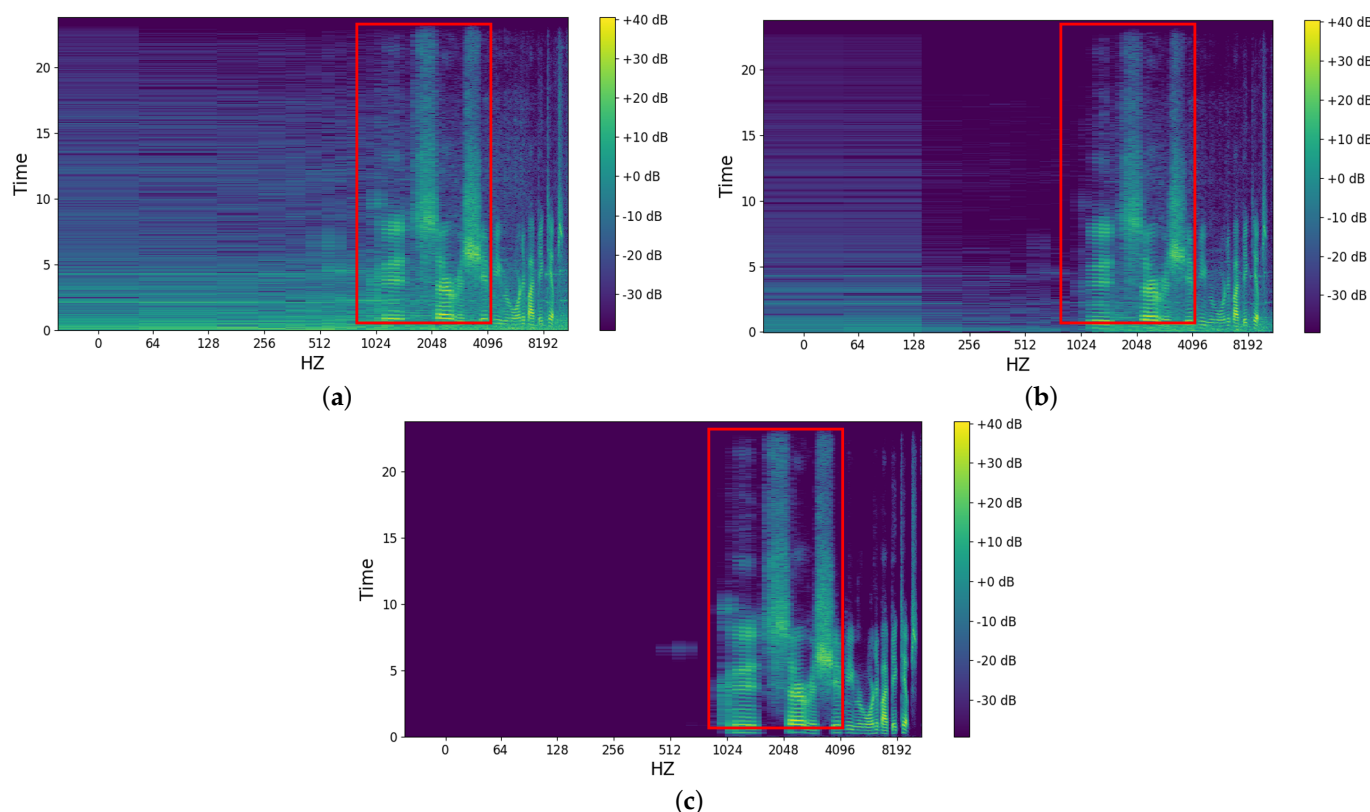 +40 dB
+30 dB
+20 dB
+10 dB
+0 dB
-10 dB
-20 dB
-30 dB
20
15
10
5
0
Time
0 64 128 256 512 1024 2048 4096 8192
HZ
(a)
+40 dB
+30 dB
+20 dB
+10 dB
+0 dB
-10 dB
-20 dB
-30 dB
20
15
10
5
0
Time
0 64 128 256 512 1024 2048 4096 8192
HZ
(b)
+40 dB
+30 dB
+20 dB
+10 dB
+0 dB
-10 dB
-20 dB
-30 dB
20
15
10
5
0
Time
0 64 128 256 512 1024 2048 4096 8192
HZ
(c)